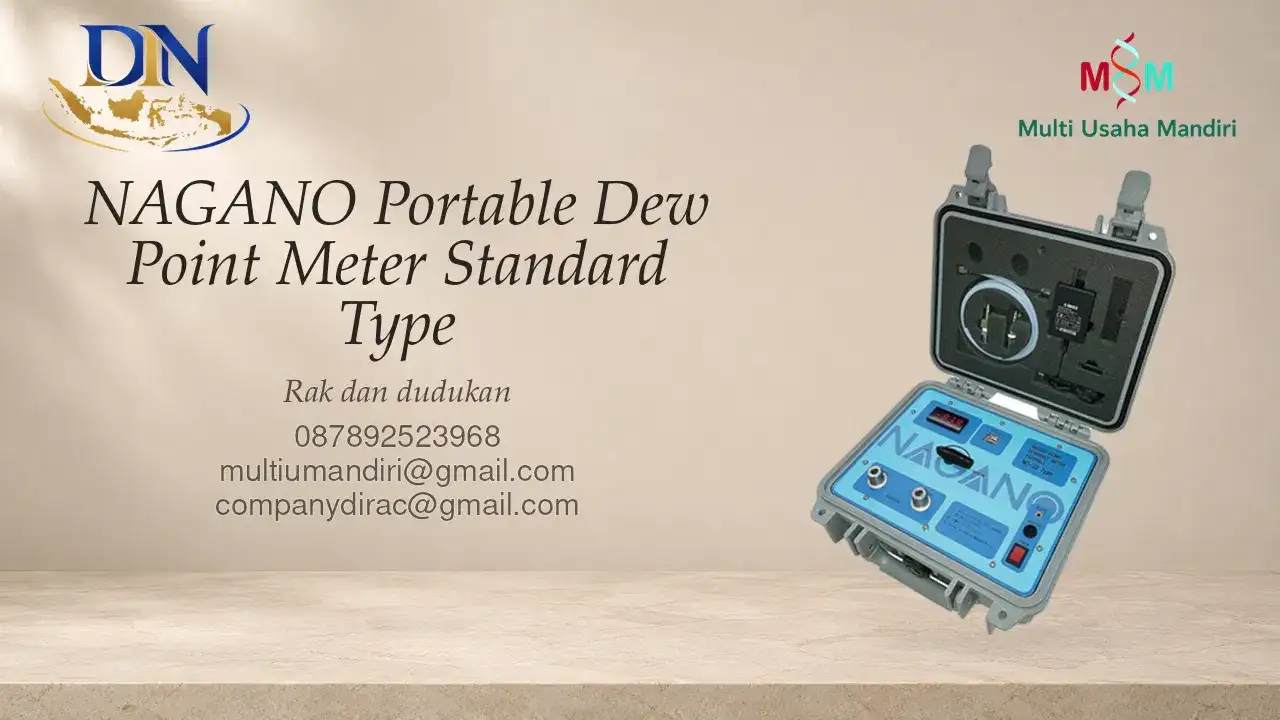 DIN
MSM
Multi Usaha Mandiri
NAGANO Portable Dew
Point Meter Standard
Type
Rak dan dudukan
087892523968
multiumandiri@gmail.com
companydirac@gmail.com
NAGANO